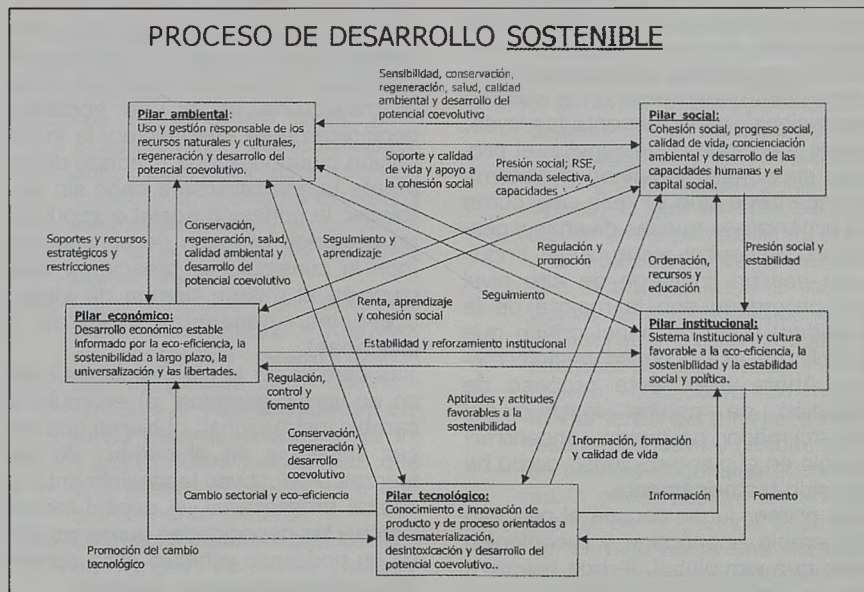 PROCESO DE DESARROLLO SOSTENIBLE
Sensibilidad, conservación,
regeneración, salud, calidad
ambiental y desarrollo del
potencial coevolutivo
Pilar ambiental:
Uso y gestión responsable de los
recursos naturales y culturales,
regeneración y desarrollo del
potencial coevolutivo.
Pilar social:
Cohesión social, progreso social,
calidad de vida, concienciación
ambiental y desarrollo de las
capacidades humanas y el
capital social.
Soporte y calidad
de vida y apoyo a
la cohesión social
Presión social; RSE,
demanda selectiva,
capacidades
Soportes y recursos
estratégicos y
restricciones
Conservación,
regeneración, salud,
calidad ambiental y
desarrollo del
potencial coevolutivo
Seguimiento y
aprendizaje
Regulación y
promoción
Ordenación,
recursos y
educación
Presión social y
estabilidad
Seguimiento
Renta, aprendizaje
y cohesión social
Pilar económico:
Desarrollo económico estable
informado por la eco-eficiencia, la
sostenibilidad a largo plazo, la
universalización y las libertades.
Pilar institucional:
Sistema institucional y cultura
favorable a la eco-eficiencia, la
sostenibilidad y la estabilidad
social y política.
Estabilidad y reforzamiento institucional
Regulación,
control y
fomento
Aptitudes y actitudes
favorables a la
sostenibilidad
Conservación,
regeneración y
desarrollo
coevolutivo
Información, formación
y calidad de vida
Cambio sectorial y eco-eficiencia
Pilar tecnológico:
Conocimiento e innovación de
producto y de proceso orientados a
la desmaterialización,
desintoxicación y desarrollo del
potencial coevolutivo..
Información
Fomento
Promoción del cambio
tecnológico